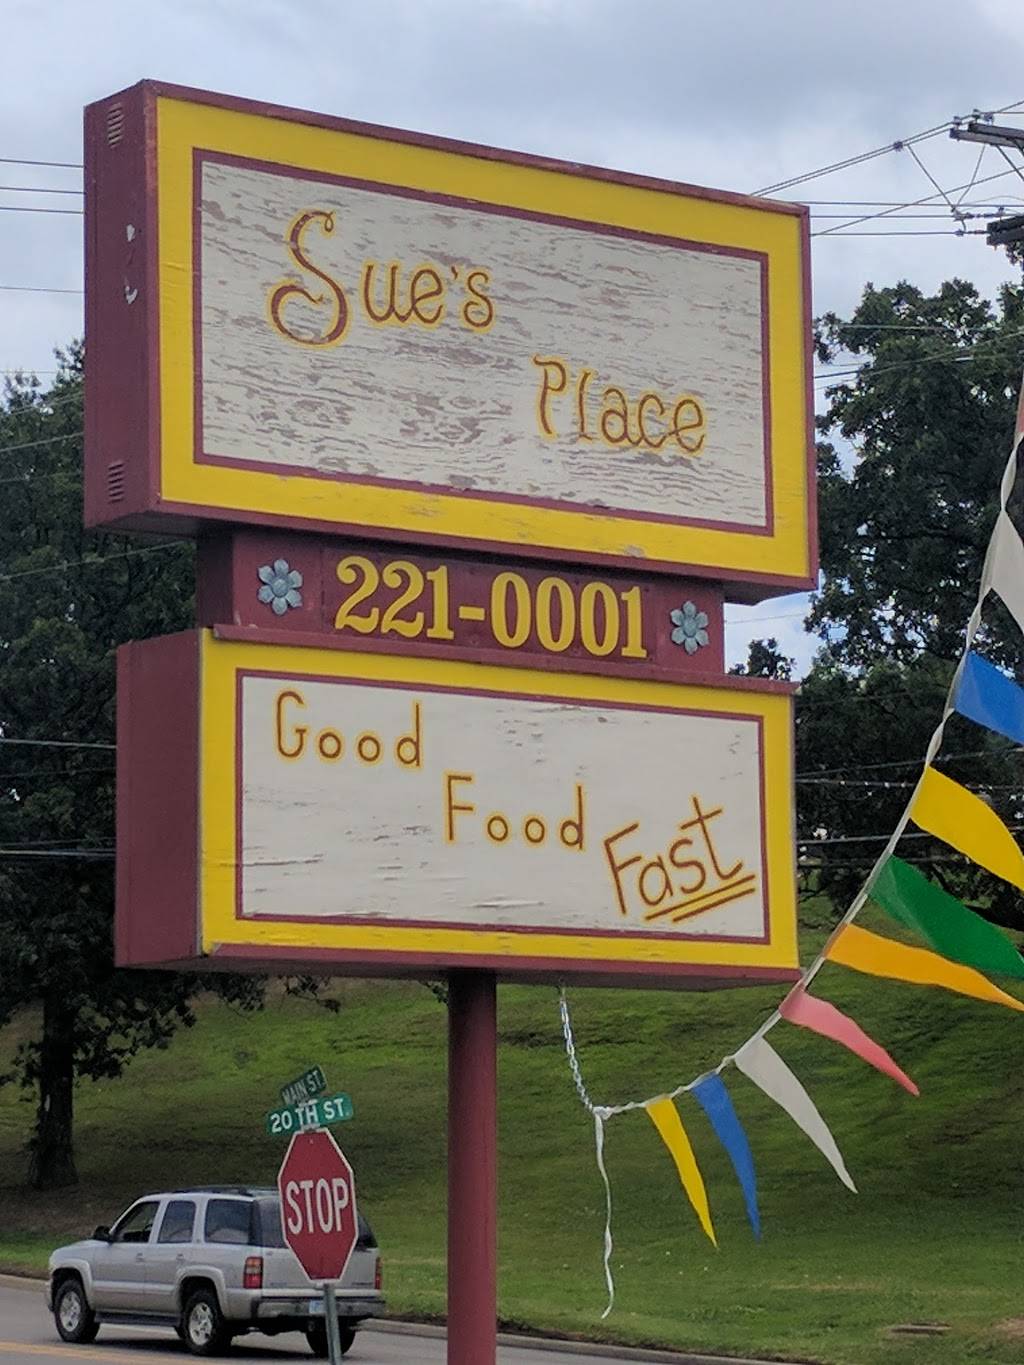 Sue's
Place
221-0001
Good
Food
Fast
MAIN ST
20TH ST.
STOP